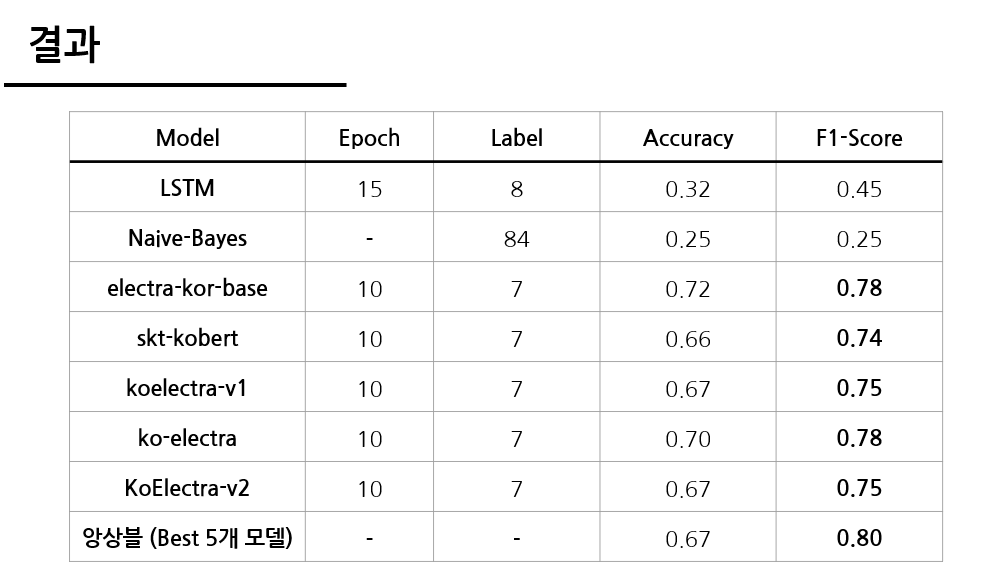 결과
Model Epoch Label Accuracy F1-Score
LSTM 15 8 0.32 0.45
Naive-Bayes - 84 0.25 0.25
electra-kor-base 10 7 0.72 0.78
skt-kobert 10 7 0.66 0.74
koelectra-v1 10 7 0.67 0.75
ko-electra 10 7 0.70 0.78
KoElectra-v2 10 7 0.67 0.75
앙상블 (Best 5개 모델) - - 0.67 0.80